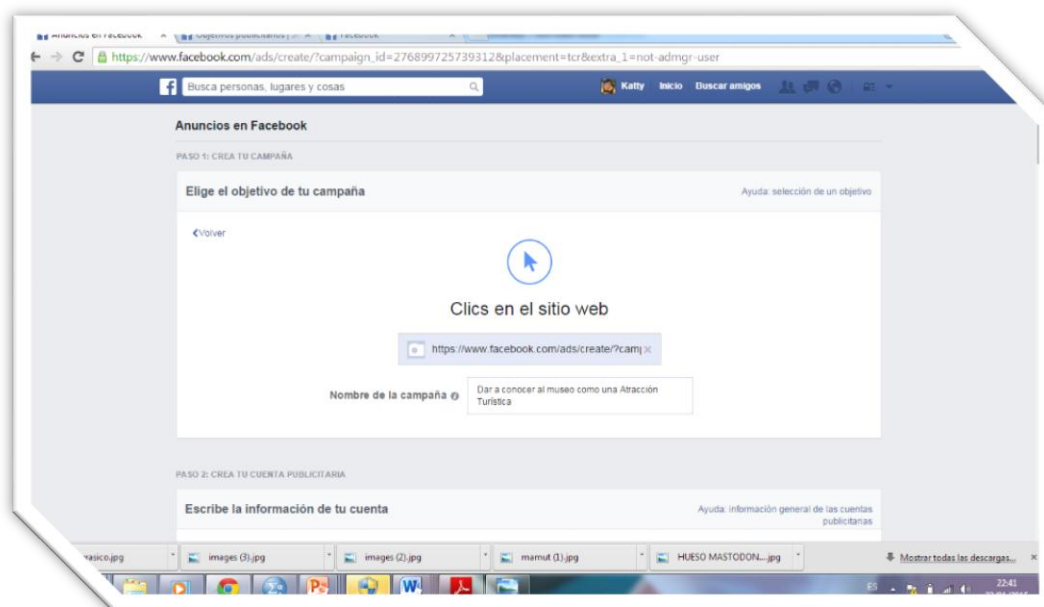 Anuncios en Facebook
Objetivos publicitarios
Facebook
https://www.facebook.com/ads/create/?campaign_id=276899725739312&placement=tcr&extra_1=not-admgr-user
Busca personas, lugares y cosas
Katty Inicio Buscar amigos
Anuncios en Facebook
PASO 1: CREA TU CAMPAÑA
Elige el objetivo de tu campaña
Ayuda: selección de un objetivo
Volver
Clics en el sitio web
https://www.facebook.com/ads/create/?camp
Nombre de la campaña
Dar a conocer al museo como una Atracción
Turística
PASO 2: CREA TU CUENTA PUBLICITARIA
Escribe la información de tu cuenta
Ayuda: información general de las cuentas
publicitarias
images (3).jpg
images (2).jpg
mamut (1).jpg
HUESO MASTODON....jpg
Mostrar todas las descargas...
ES
22:41